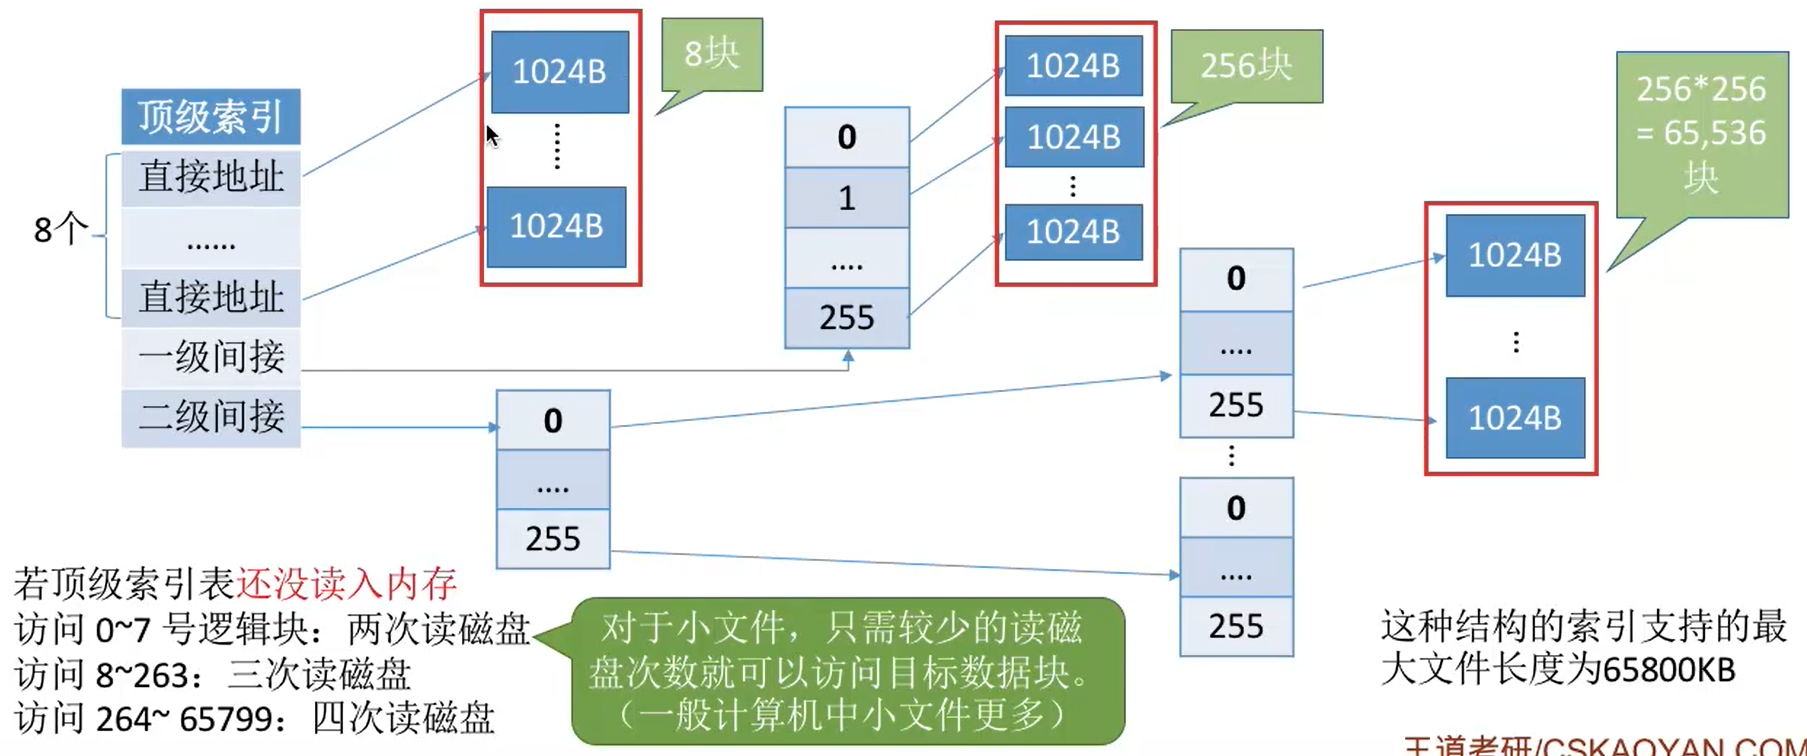 顶级索引
8个
直接地址
......
直接地址
一级间接
二级间接
1024B
1024B
8块
0
1
....
255
1024B
1024B
1024B
256块
0
....
255
0
....
255
0
....
255
1024B
1024B
256*256
= 65,536
块
若顶级索引表还没读入内存
访问 0~7 号逻辑块：两次读磁盘
访问 8~263：三次读磁盘
访问 264~ 65799：四次读磁盘
对于小文件，只需较少的读磁
盘次数就可以访问目标数据块。
（一般计算机中小文件更多）
这种结构的索引支持的最
大文件长度为65800KB
王道考研/CSKAOYAN.COM